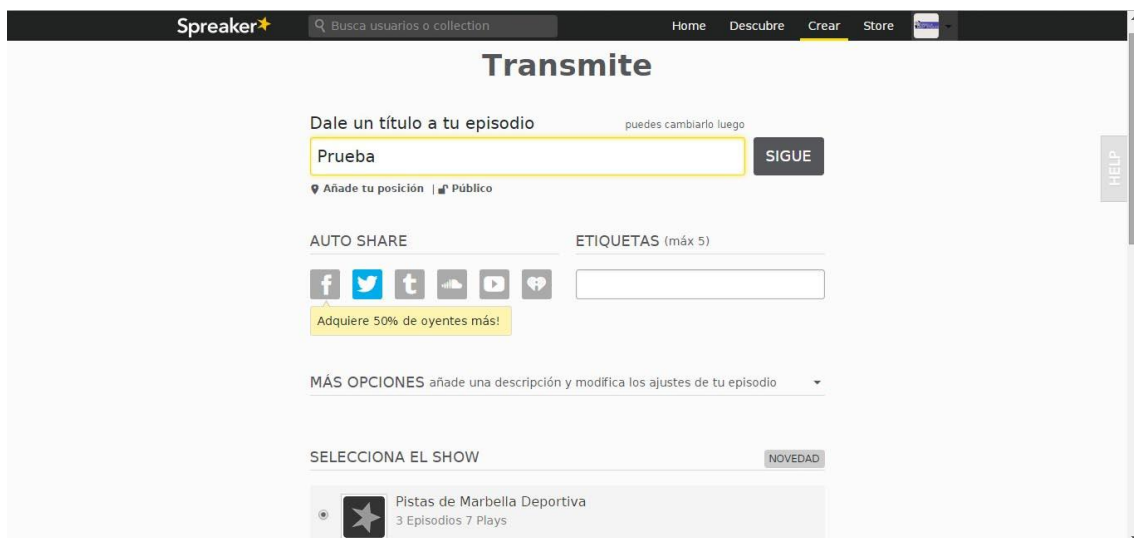 Spreaker
Busca usuarios o collection
Home Descubre Crear Store
Transmite
Dale un título a tu episodio puedes cambiarlo luego
Prueba SIGUE
Añade tu posición | Público
HELP
AUTO SHARE ETIQUETAS (máx 5)
Adquiere 50% de oyentes más!
MÁS OPCIONES añade una descripción y modifica los ajustes de tu episodio
SELECCIONA EL SHOW NOVEDAD
Pistas de Marbella Deportiva
3 Episodios 7 Plays